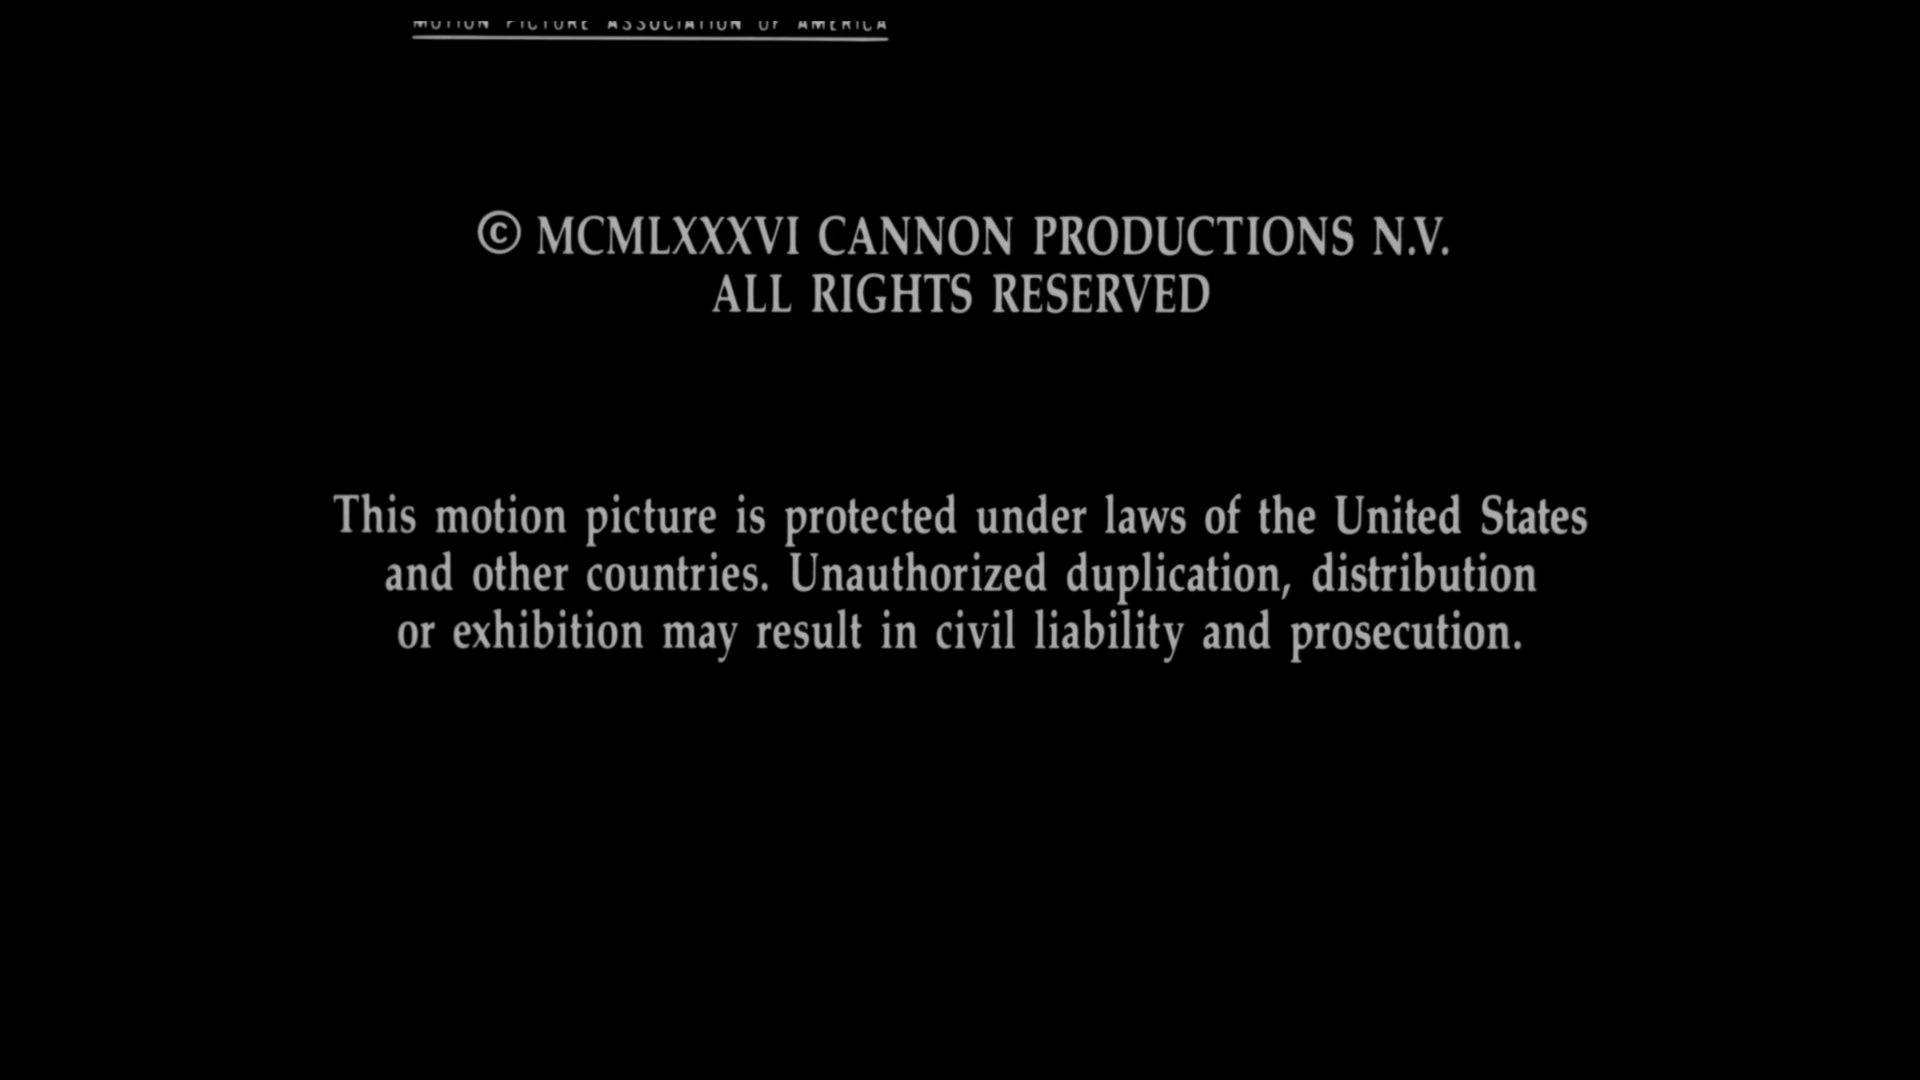 MOTION PICTURE ASSOCIATION OF AMERICA
© MCMLXXXVI CANNON PRODUCTIONS N.V.
ALL RIGHTS RESERVED
This motion picture is protected under laws of the United States
and other countries. Unauthorized duplication, distribution
or exhibition may result in civil liability and prosecution.